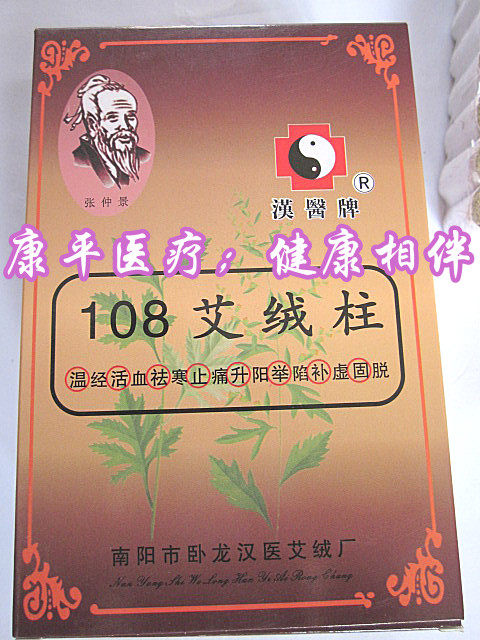 张仲景
®
漢醫牌
康平医疗；健康相伴
108 艾绒柱
温经活血祛寒止痛升阳举陷补虚固脱
南阳市卧龙汉医艾绒厂
Nan Yang Shi Wo Long Han Yi Ai Rong Chang